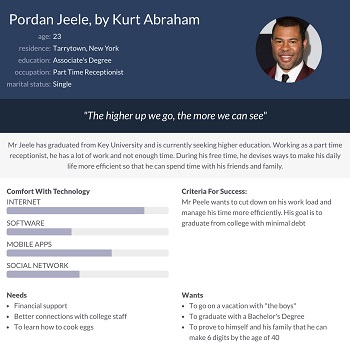 Pordan Jeele, by Kurt Abraham
age: 23
residence: Tarrytown, New York
education: Associate's Degree
occupation: Part Time Receptionist
marital status: Single
"The higher up we go, the more we can see"
Mr Jeele has graduated from Key University and is currently seeking higher education. Working as a part time
receptionist, he has a lot of work and not enough time. During his free time, he devises ways to make his daily
life more efficient so that he can spend time with his friends and family.
Comfort With Technology
INTERNET
SOFTWARE
MOBILE APPS
SOCIAL NETWORK
Criteria For Success:
Mr Peele wants to cut down on his work load and
manage his time more efficiently. His goal is to
graduate from college with minimal debt
Needs
• Financial support
• Better connections with college staff
• To learn how to cook eggs
Wants
• To go on a vacation with "the boys"
• To graduate with a Bachelor's Degree
• To prove to himself and his family that he can
make 6 digits by the age of 40